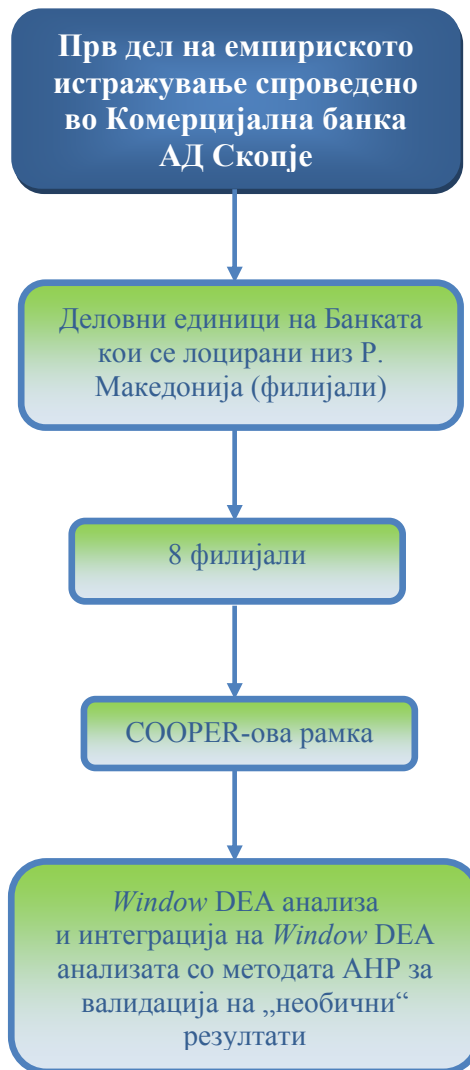 Прв дел на емпириското
истражување спроведено
во Комерцијална банка
АД Скопје
Деловни единици на Банката
кои се лоцирани низ Р.
Македонија (филијали)
8 филијали
COOPER-ова рамка
Window DEA анализа
и интеграција на Window DEA
анализата со методата АНР за
валидација на „необични“
резултати